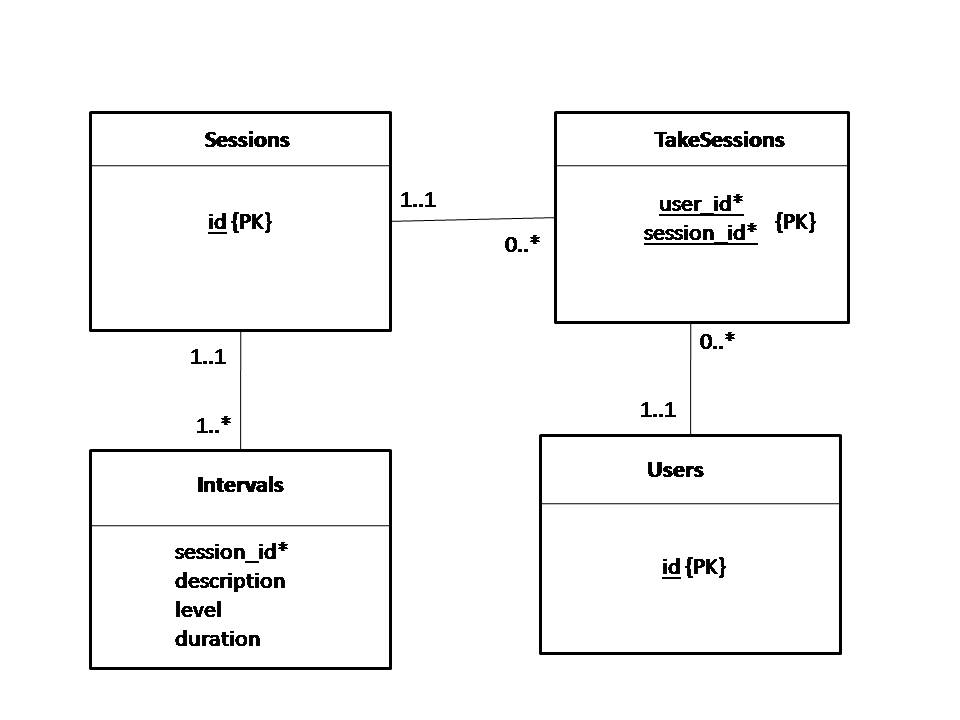 Sessions
id {PK}
TakeSessions
user_id*
session_id*
{PK}
1..1
0..*
1..1
1..*
0..*
1..1
Intervals
session_id*
description
level
duration
Users
id {PK}